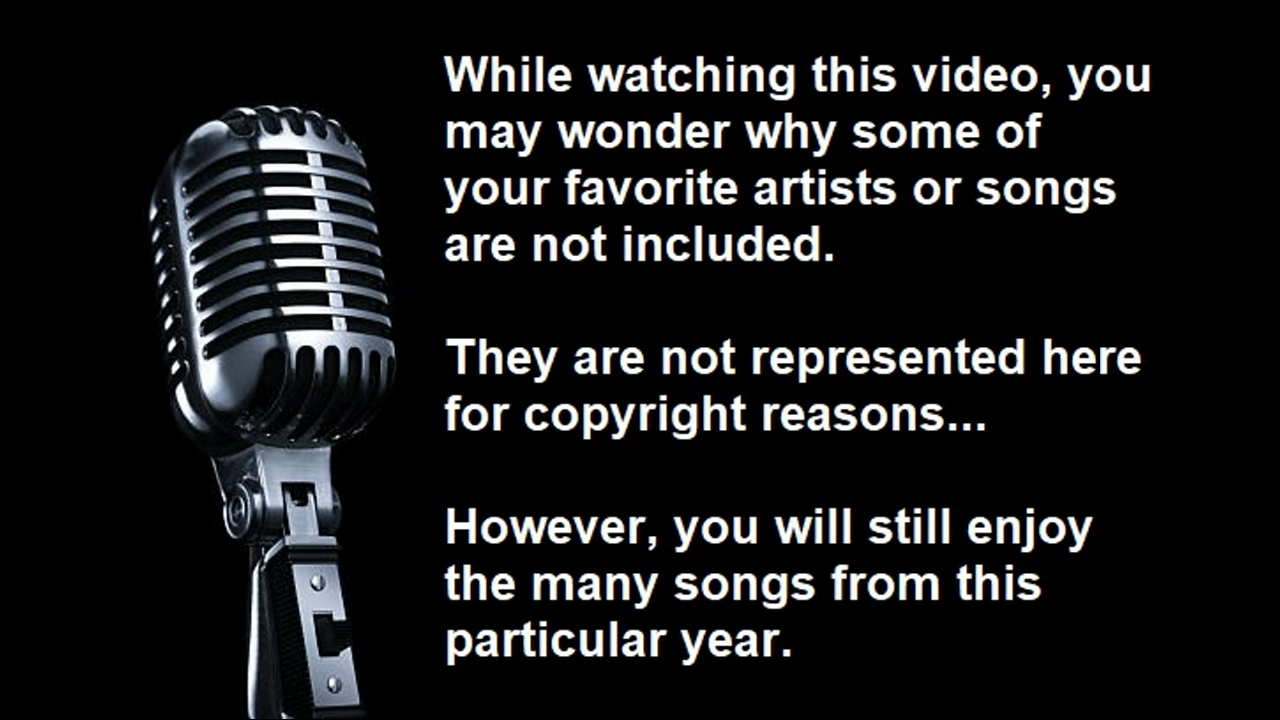 While watching this video, you
may wonder why some of
your favorite artists or songs
are not included.
They are not represented here
for copyright reasons...
However, you will still enjoy
the many songs from this
particular year.